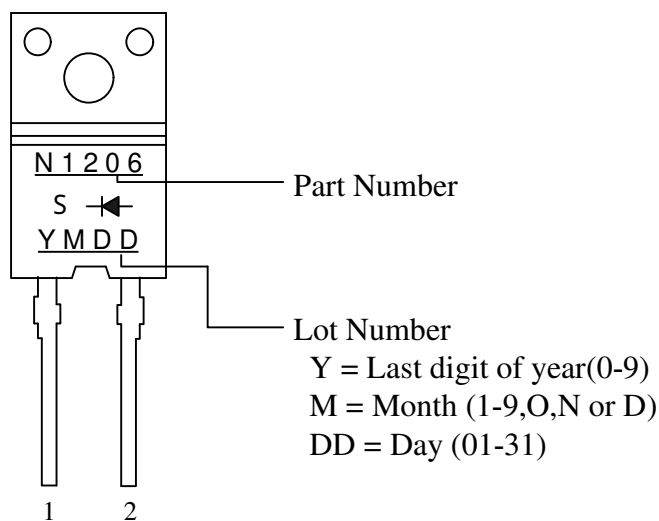 N1206
Part Number
S
YMDD
Lot Number
Y = Last digit of year(0-9)
M = Month (1-9,O,N or D)
DD = Day (01-31)
1 2